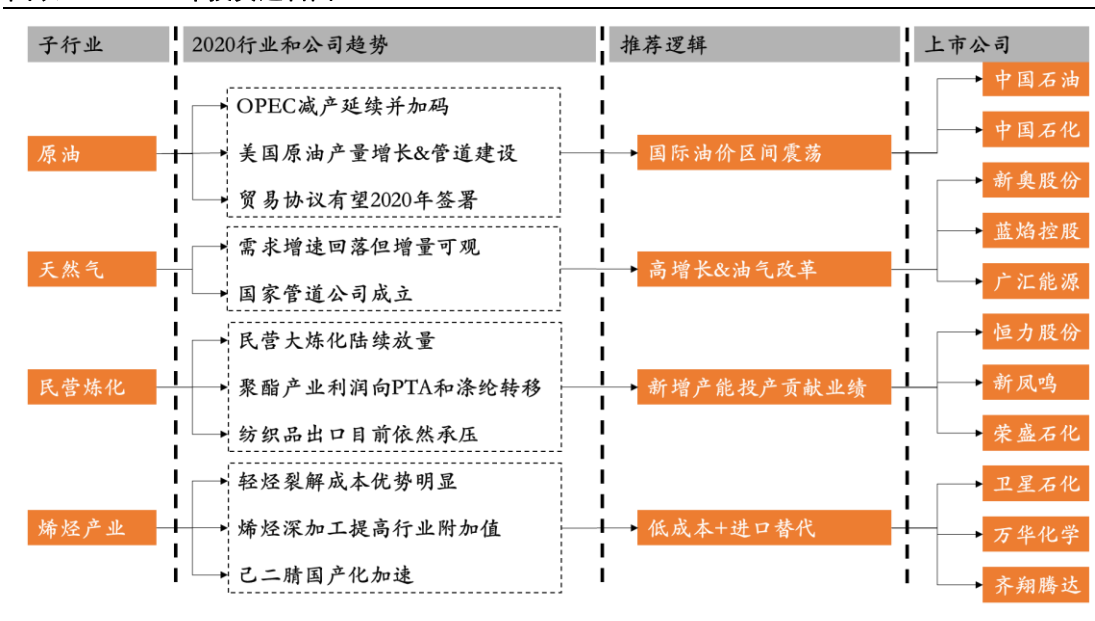 子行业
2020行业和公司趋势
推荐逻辑
上市公司
原油
OPEC减产延续并加码
美国原油产量增长&管道建设
贸易协议有望2020年签署
国际油价区间震荡
中国石油
中国石化
天然气
需求增速回落但增量可观
国家管道公司成立
高增长&油气改革
新奥股份
蓝焰控股
广汇能源
民营炼化
民营大炼化陆续放量
聚酯产业利润向PTA和涤纶转移
纺织品出口目前依然承压
新增产能投产贡献业绩
恒力股份
新凤鸣
荣盛石化
烯烃产业
轻烃裂解成本优势明显
烯烃深加工提高行业附加值
己二腈国产化加速
低成本+进口替代
卫星石化
万华化学
齐翔腾达